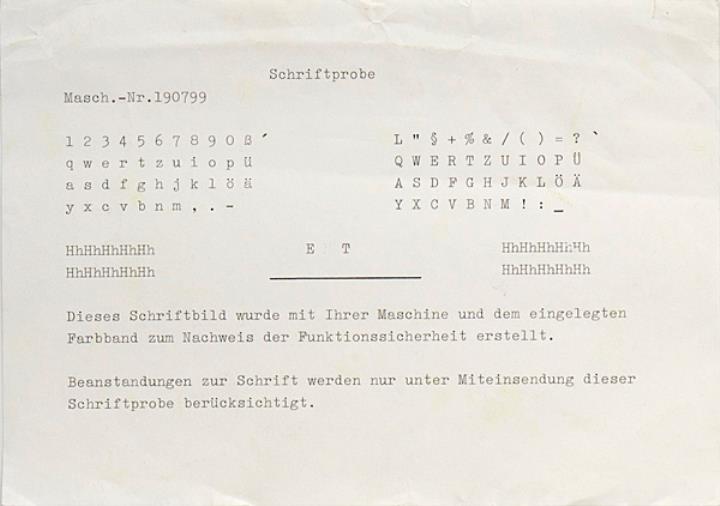 Schriftprobe
Masch.-Nr.190799
1 2 3 4 5 6 7 8 9 0 ß ´ L " § + % & / ( ) = ? `
q w e r t z u i o p ü Q W E R T Z U I O P Ü
a s d f g h j k l ö ä A S D F G H J K L Ö Ä
y x c v b n m , . - Y X C V B N M ! : _
HhHhHhHhHh E T HhHhHhHhHh
HhHhHhHhHh HhHhHhHhHh
Dieses Schriftbild wurde mit Ihrer Maschine und dem eingelegten
Farbband zum Nachweis der Funktionssicherheit erstellt.
Beanstandungen zur Schrift werden nur unter Miteinsendung dieser
Schriftprobe berücksichtigt.